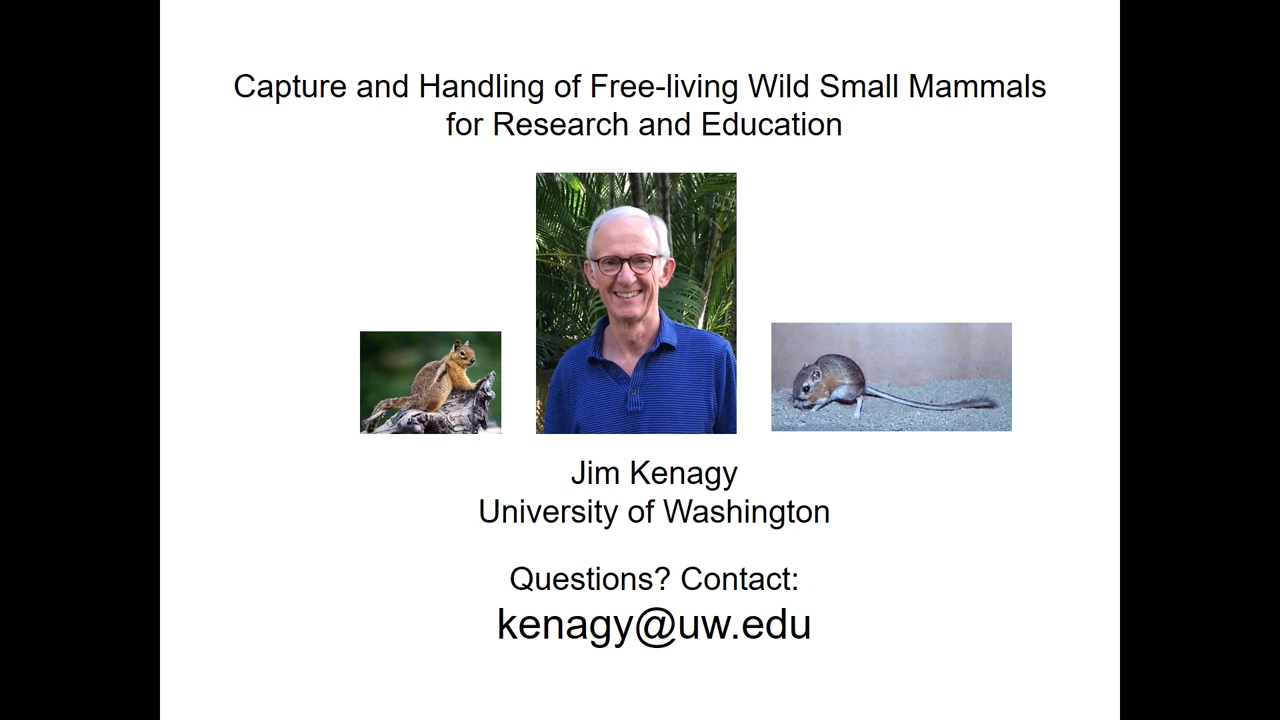 Capture and Handling of Free-living Wild Small Mammals
for Research and Education
Jim Kenagy
University of Washington
Questions? Contact:
kenagy@uw.edu